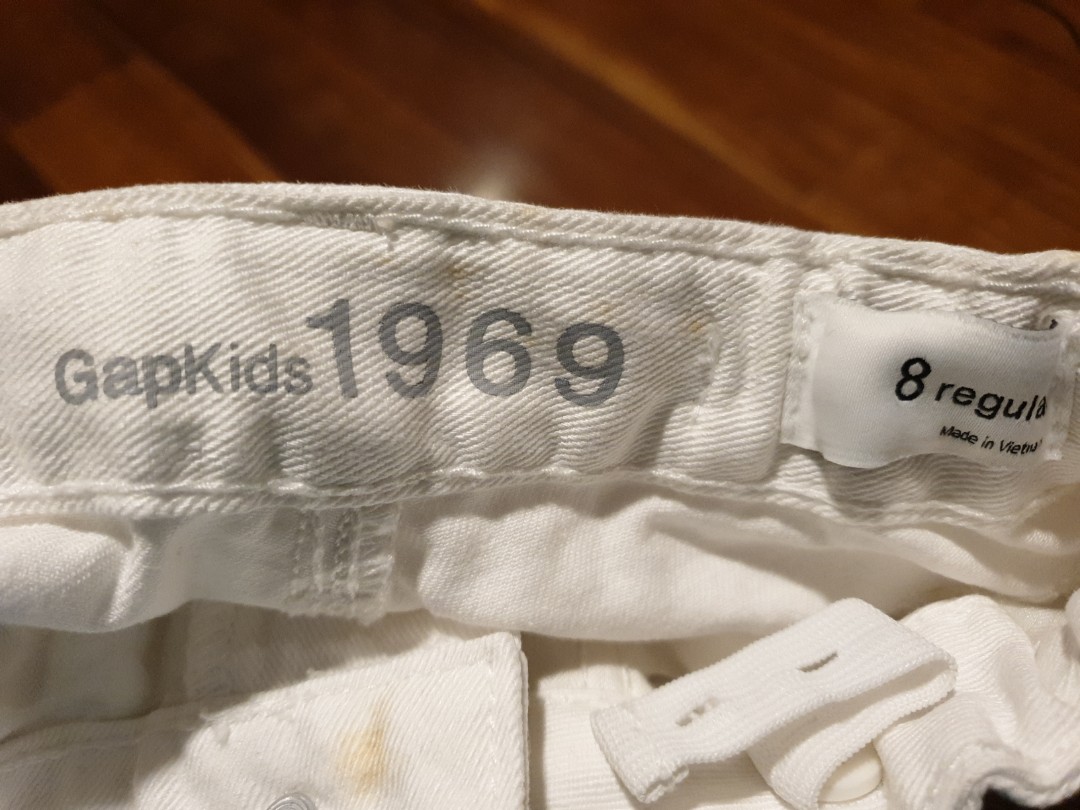 GapKids 1969
8 regula
Made in Vietn